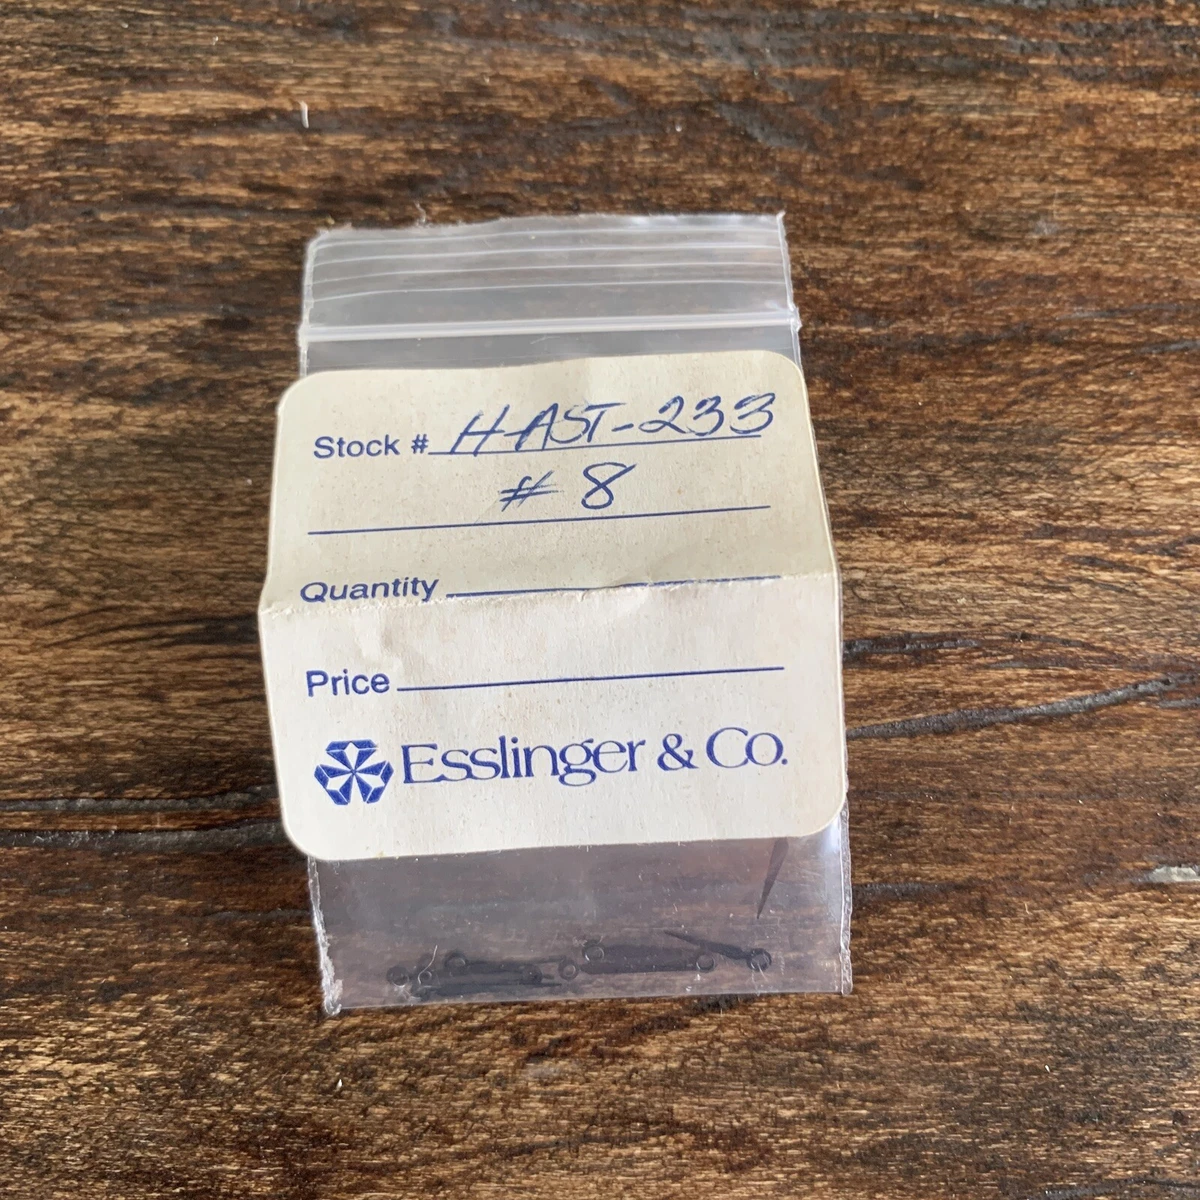 Stock # H-AST-233
# 8
Quantity
Price
Esslinger & Co.